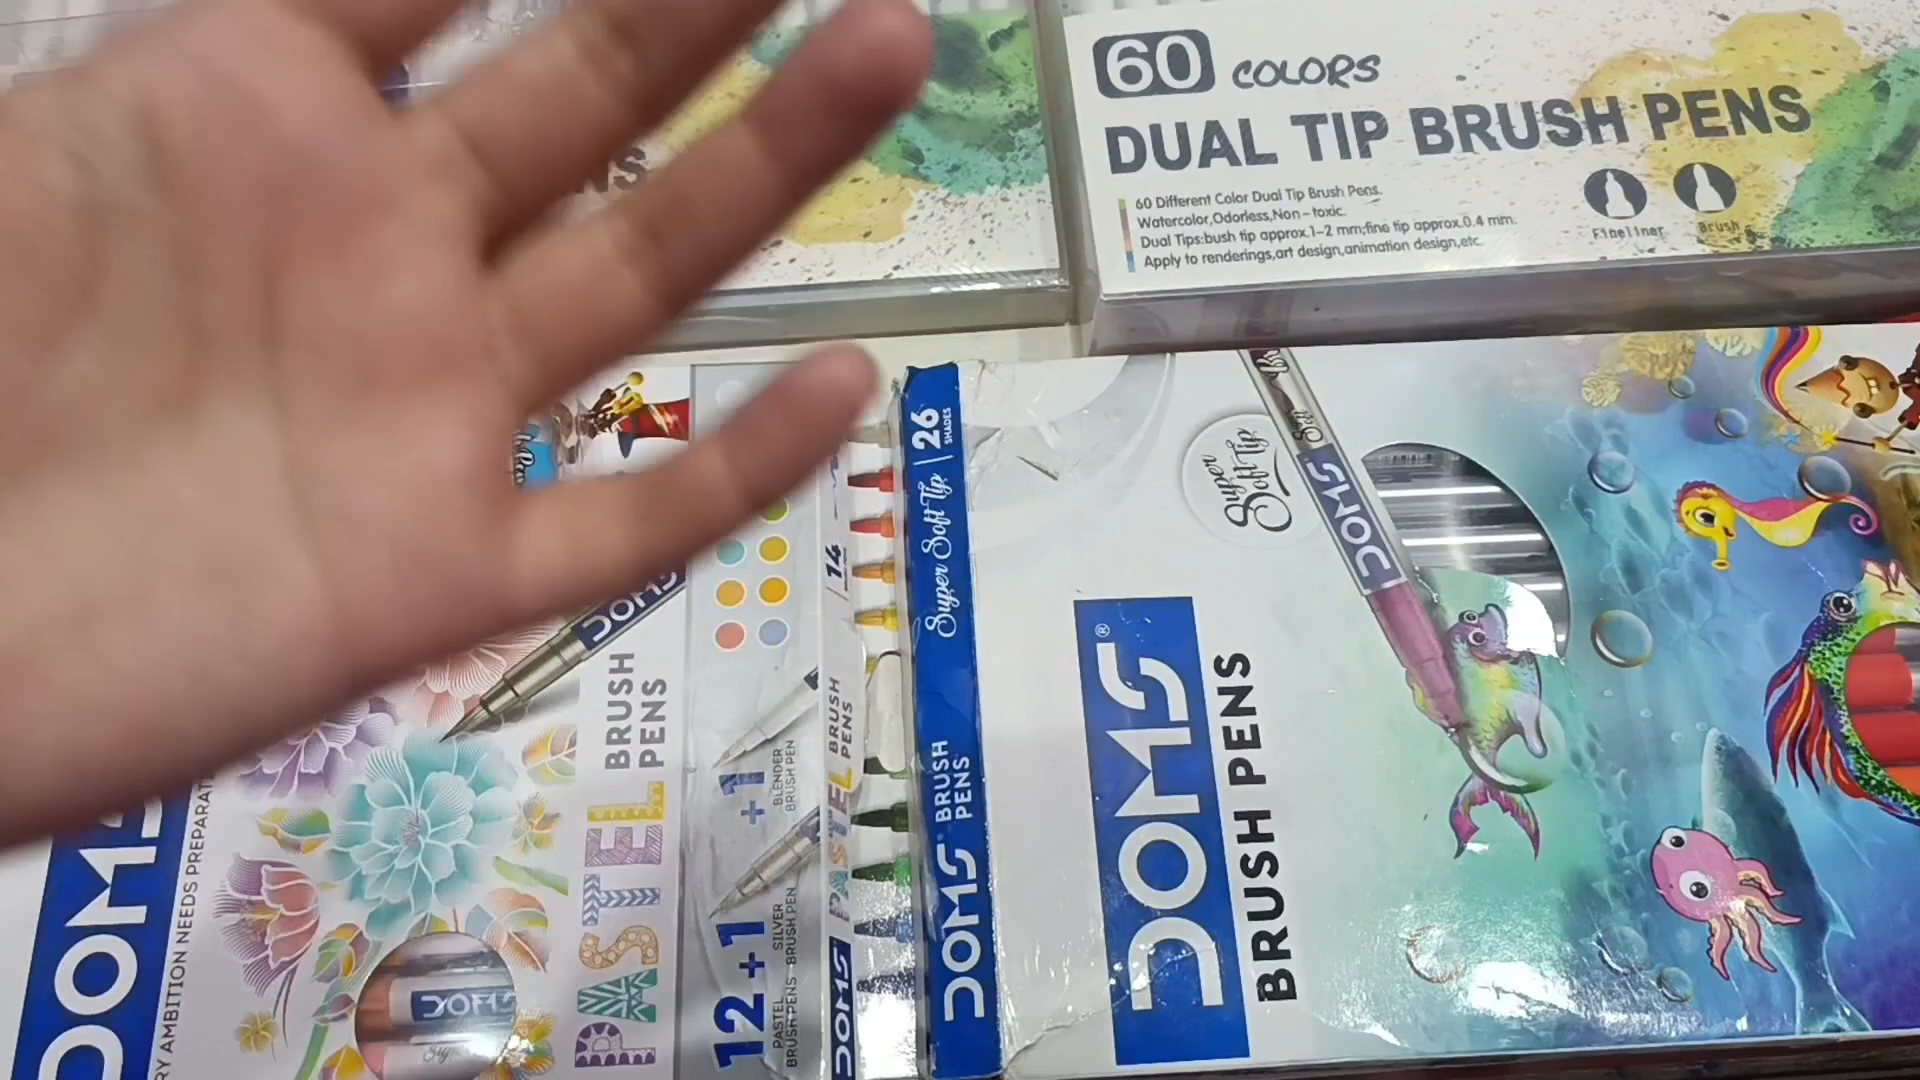 60 COLORS
DUAL TIP BRUSH PENS
60 Different Color Dual Tip Brush Pens.
Watercolor,Odorless,Non-toxic.
Dual Tips:bush tip approx.1-2 mm;fine tip approx.0.4 mm.
Apply to renderings,art design,animation design,etc.
Fineliner
Brush
NS
DOMS
RY AMBITION NEEDS PREPARAT
DOMS
DOMS
PASTEL BRUSH PENS
12+1 +1
PASTEL BRUSH PENS
SILVER BRUSH PEN
BLENDER BRUSH PEN
DOMS PASTEL BRUSH PENS 14
DOMS BRUSH PENS Super Soft Tip 26 SHADES
DOMS®
BRUSH PENS
Super Soft Tip
DOMS